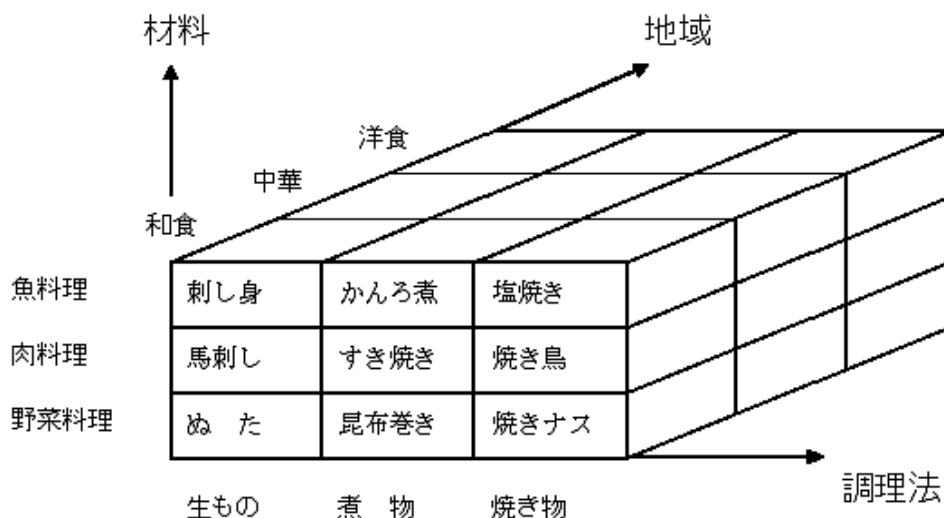 材料
地域
洋食
中華
和食
魚料理 刺し身 かんろ煮 塩焼き
肉料理 馬刺し すき焼き 焼き鳥
野菜料理 ぬ た 昆布巻き 焼きナス
調理法
生もの 煮 物 焼き物